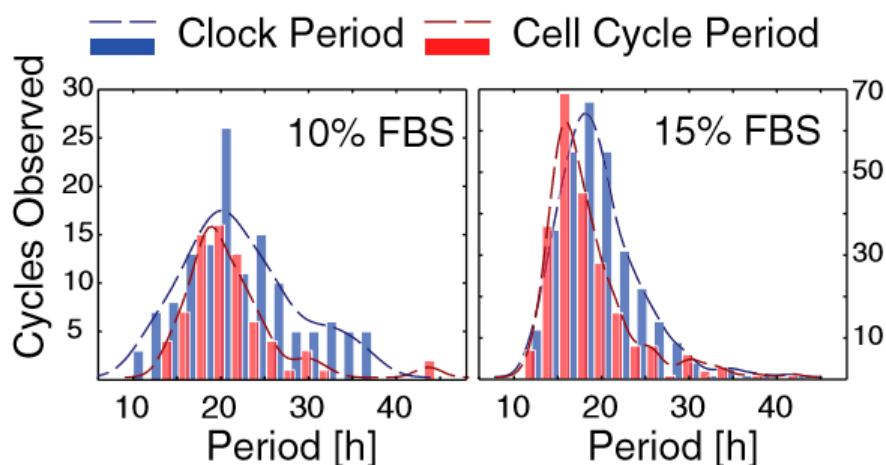 Clock Period Cell Cycle Period
Cycles Observed
30
25
20
15
10
5
10% FBS
10 20 30 40
Period [h]
15% FBS
70
50
30
10
10 20 30 40
Period [h]